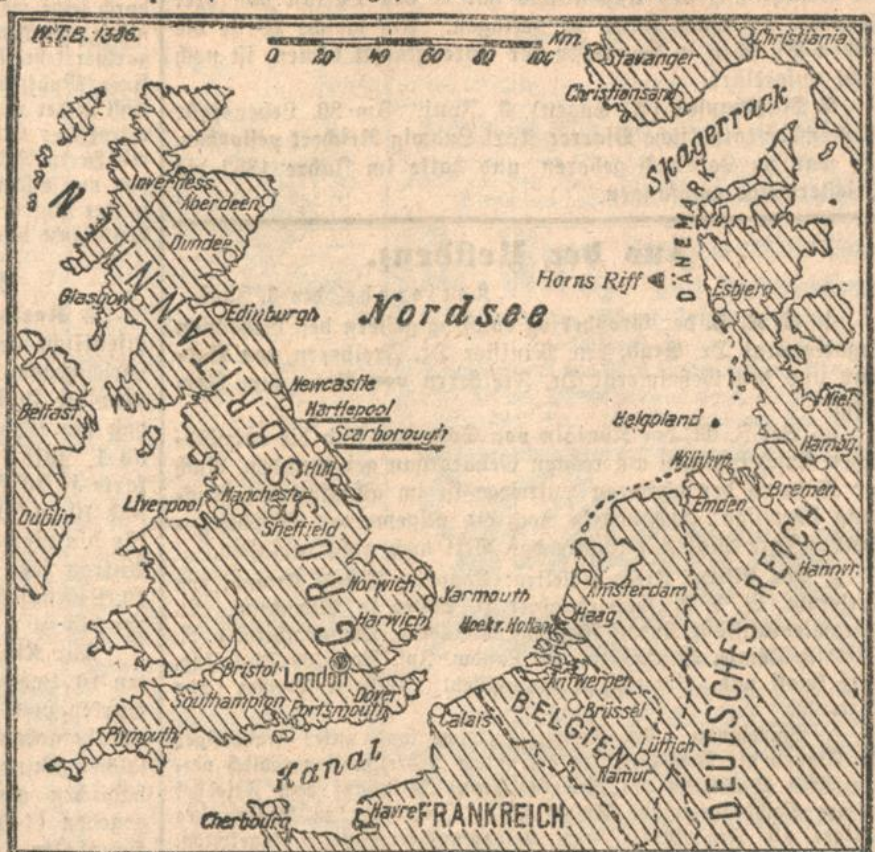 W.T.B. 1386.
0 20 40 60 80 100 Km.
Stavanger
Christiania
Christiansand
Skagerrack
DÄNEMARK
Horns Riff
Esbjerg
Nordsee
Inverness
Aberdeen
Dundee
Glasgow
Edinburgh
GROSSBRITANNIEN
Newcastle
Hartlepool
Scarborough
Hull
Belfast
Dublin
Liverpool
Manchester
Sheffield
Helgoland
Kiel
Hambg.
Wilhhvn.
Emden
Bremen
Hannvr.
DEUTSCHES REICH
Norwich
Yarmouth
Harwich
London
Amsterdam
Haag
Hoek v. Holland
Bristol
Southampton
Portsmouth
Dover
Plymouth
Kanal
Calais
Antwerpen
Brüssel
BELGIEN
Lüttich
Namur
Cherbourg
Havre
FRANKREICH